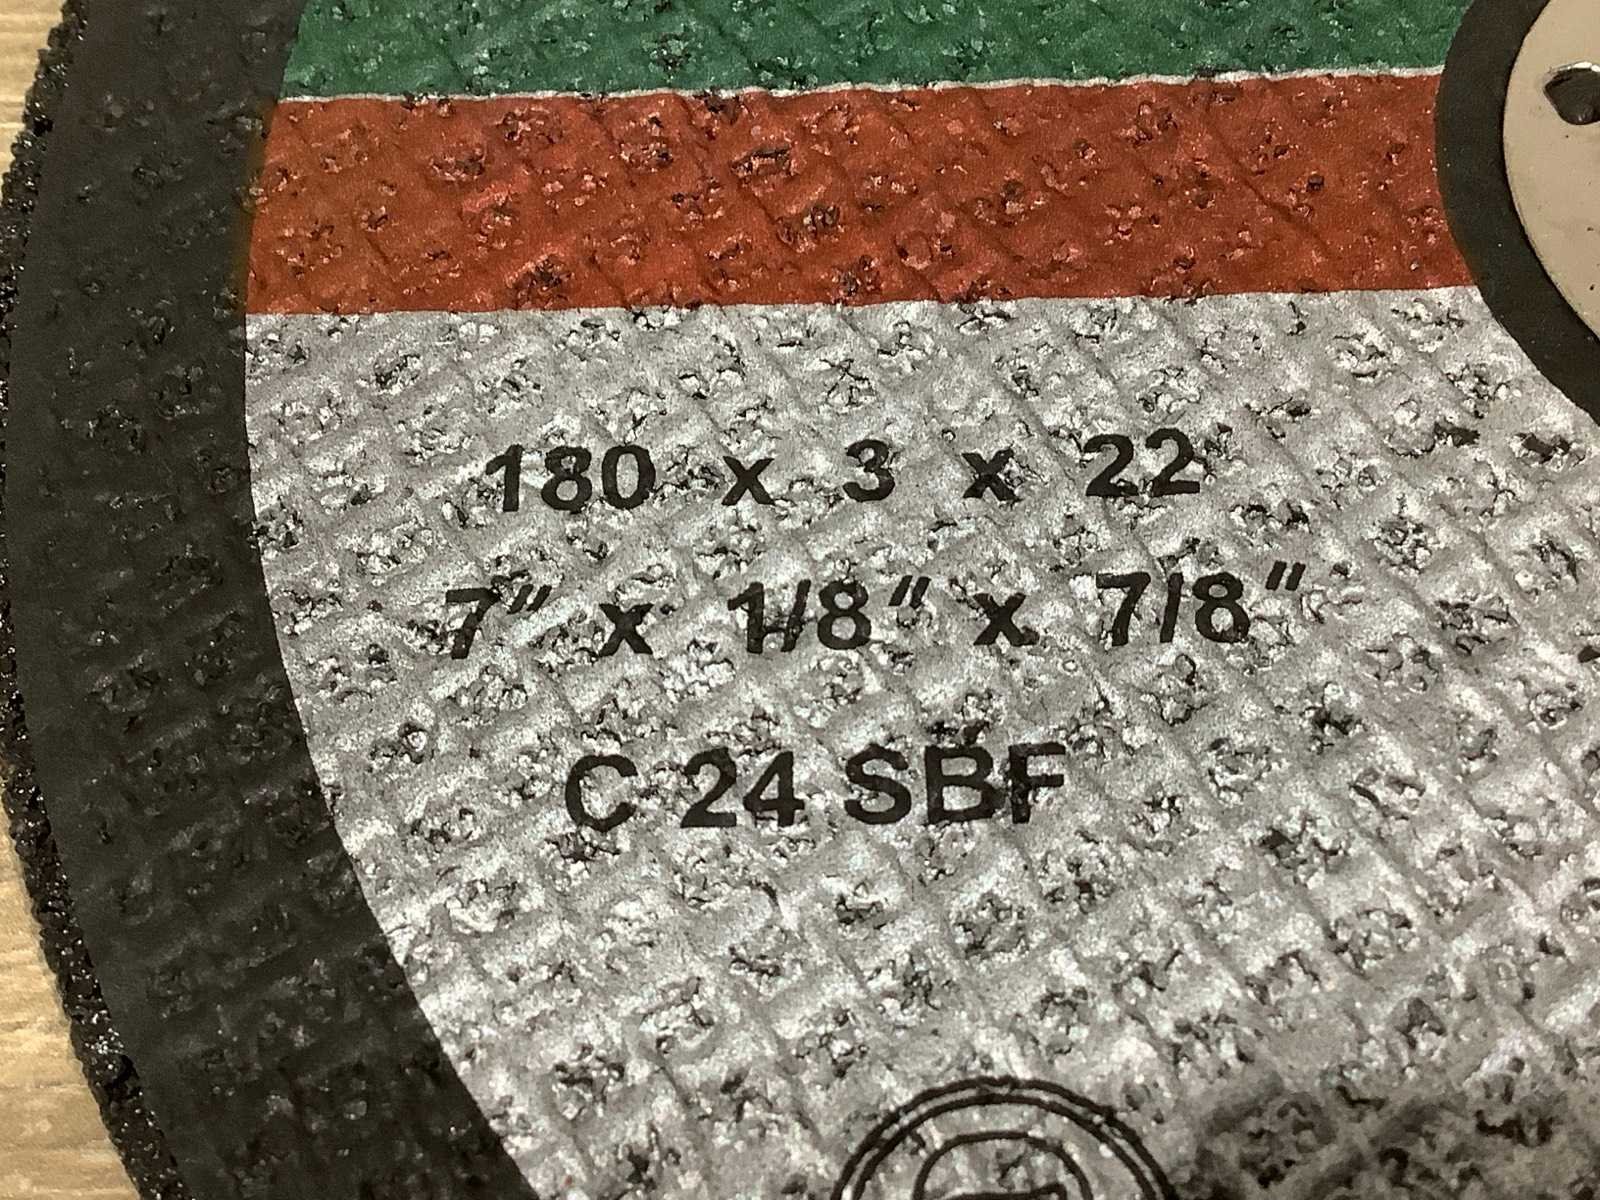 180 x 3 x 22
7" x 1/8" x 7/8"
C 24 SBF